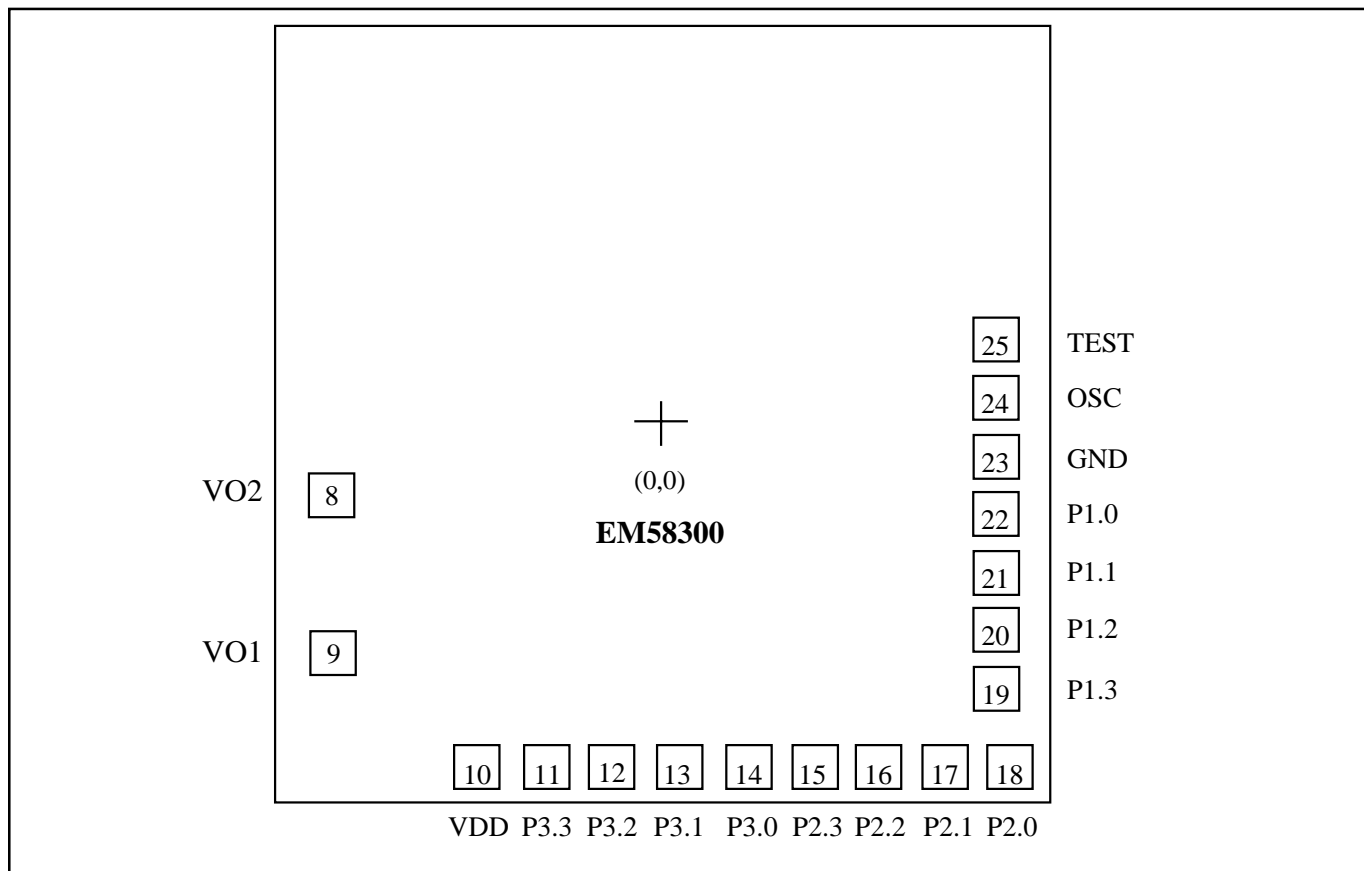 25 TEST
24 OSC
(0,0)
23 GND
VO2 8
22 P1.0
EM58300
21 P1.1
20 P1.2
VO1 9
19 P1.3
10 11 12 13 14 15 16 17 18
VDD P3.3 P3.2 P3.1 P3.0 P2.3 P2.2 P2.1 P2.0